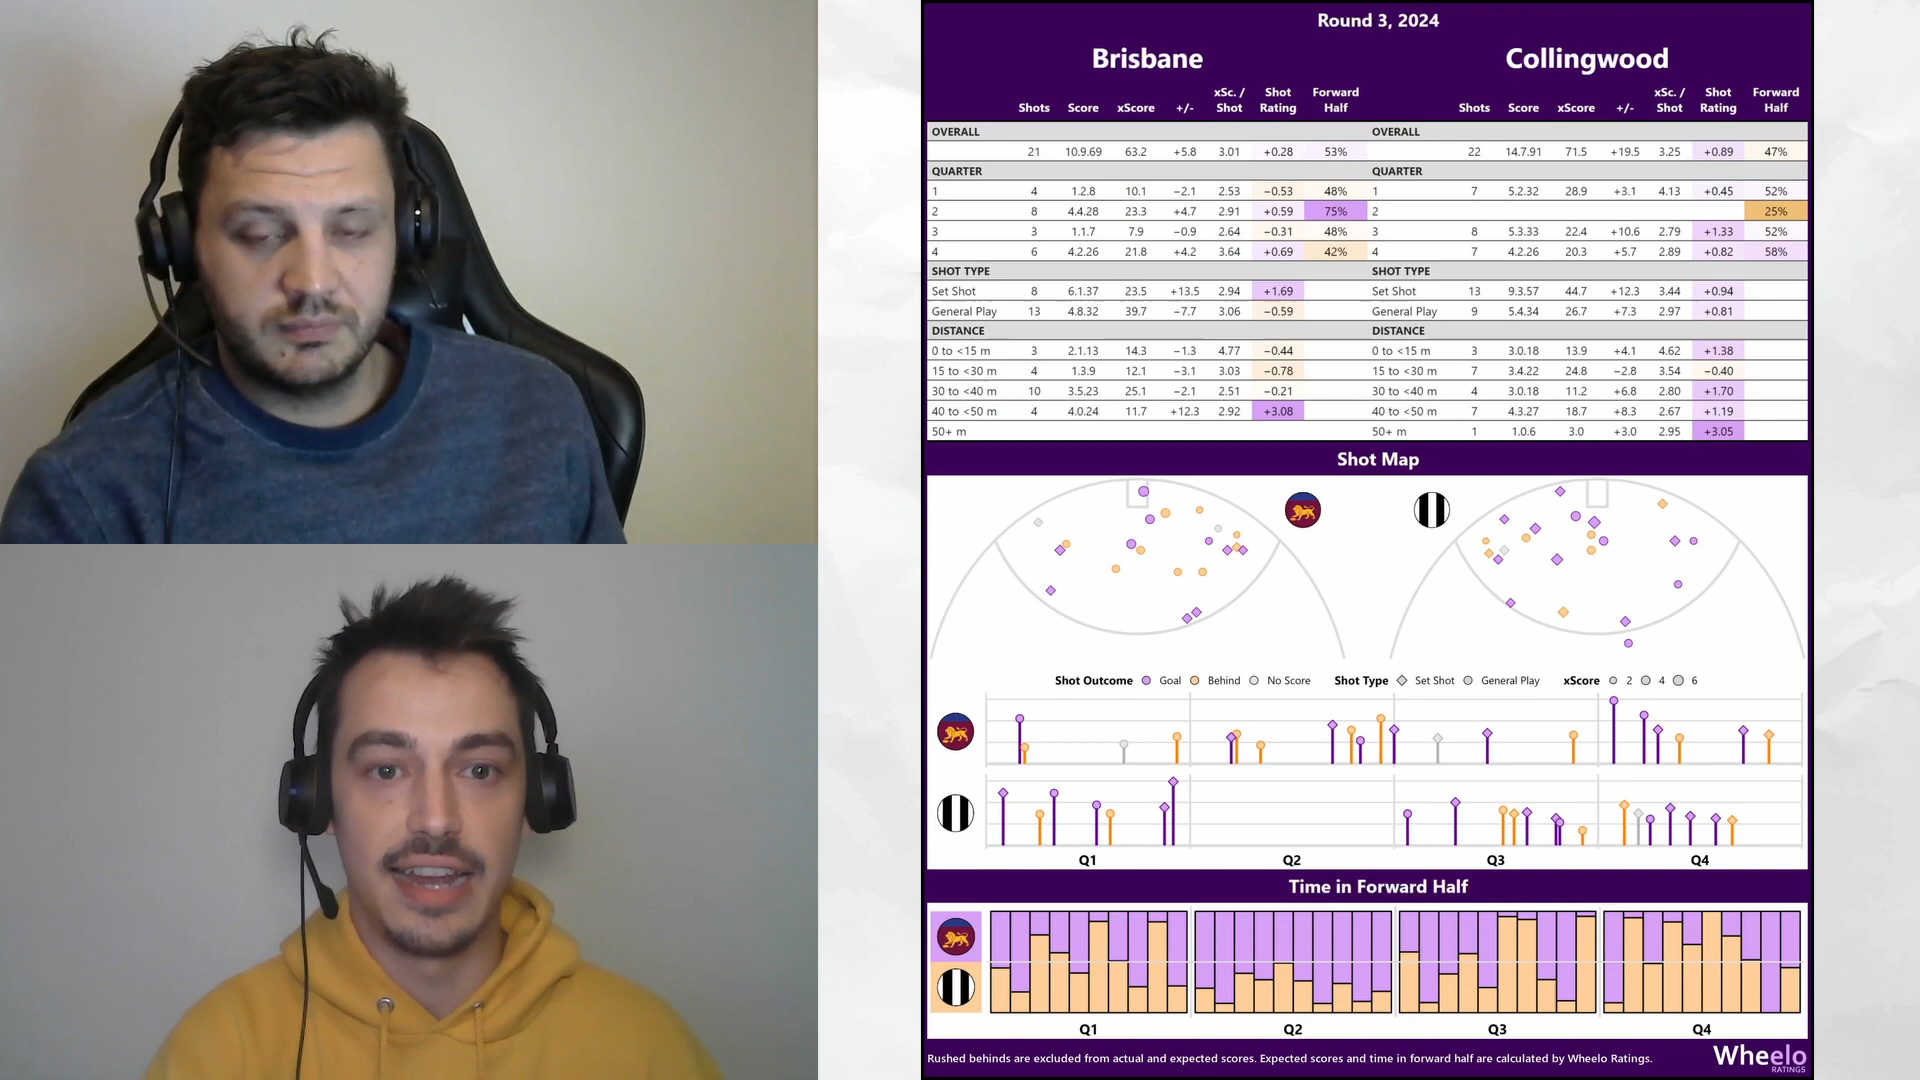 Round 3, 2024
Brisbane Collingwood
Shots Score xScore +/- xSc. / Shot Shot Rating Forward Half Shots Score xScore +/- xSc. / Shot Shot Rating Forward Half
OVERALL OVERALL
21 10.9.69 63.2 +5.8 3.01 +0.28 53% 22 14.7.91 71.5 +19.5 3.25 +0.89 47%
QUARTER QUARTER
1 4 1.2.8 10.1 −2.1 2.53 −0.53 48% 1 7 5.2.32 28.9 +3.1 4.13 +0.45 52%
2 8 4.4.28 23.3 +4.7 2.91 +0.59 75% 2 25%
3 3 1.1.7 7.9 −0.9 2.64 −0.31 48% 3 8 5.3.33 22.4 +10.6 2.79 +1.33 52%
4 6 4.2.26 21.8 +4.2 3.64 +0.69 42% 4 7 4.2.26 20.3 +5.7 2.89 +0.82 58%
SHOT TYPE SHOT TYPE
Set Shot 8 6.1.37 23.5 +13.5 2.94 +1.69 Set Shot 13 9.3.57 44.7 +12.3 3.44 +0.94
General Play 13 4.8.32 39.7 −7.7 3.06 −0.59 General Play 9 5.4.34 26.7 +7.3 2.97 +0.81
DISTANCE DISTANCE
0 to <15 m 3 2.1.13 14.3 −1.3 4.77 −0.44 0 to <15 m 3 3.0.18 13.9 +4.1 4.62 +1.38
15 to <30 m 4 1.3.9 12.1 −3.1 3.03 −0.78 15 to <30 m 7 3.4.22 24.8 −2.8 3.54 −0.40
30 to <40 m 10 3.5.23 25.1 −2.1 2.51 −0.21 30 to <40 m 4 3.0.18 11.2 +6.8 2.80 +1.70
40 to <50 m 4 4.0.24 11.7 +12.3 2.92 +3.08 40 to <50 m 7 4.3.27 18.7 +8.3 2.67 +1.19
50+ m 50+ m 1 1.0.6 3.0 +3.0 2.95 +3.05
Shot Map
Shot Outcome Goal Behind No Score Shot Type Set Shot General Play xScore 2 4 6
Q1 Q2 Q3 Q4
Time in Forward Half
Q1 Q2 Q3 Q4
Rushed behinds are excluded from actual and expected scores. Expected scores and time in forward half are calculated by Wheelo Ratings.
Wheelo
RATINGS